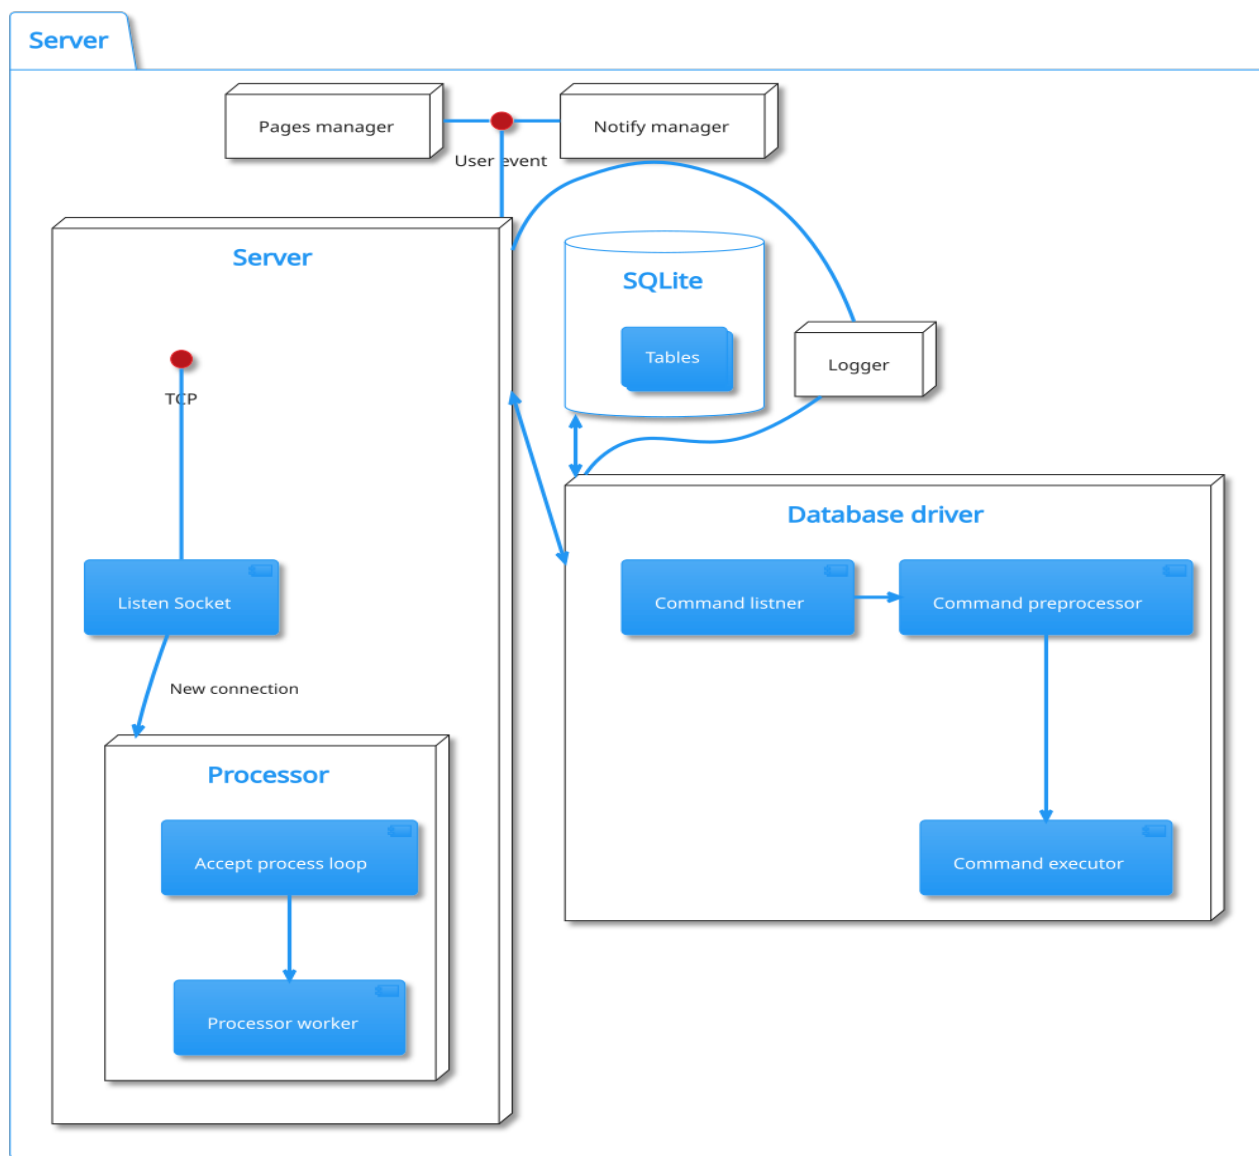 Server
Pages manager
Notify manager
User event
Server
SQLite
Tables
Logger
TCP
Database driver
Listen Socket
Command listner
Command preprocessor
New connection
Processor
Accept process loop
Command executor
Processor worker